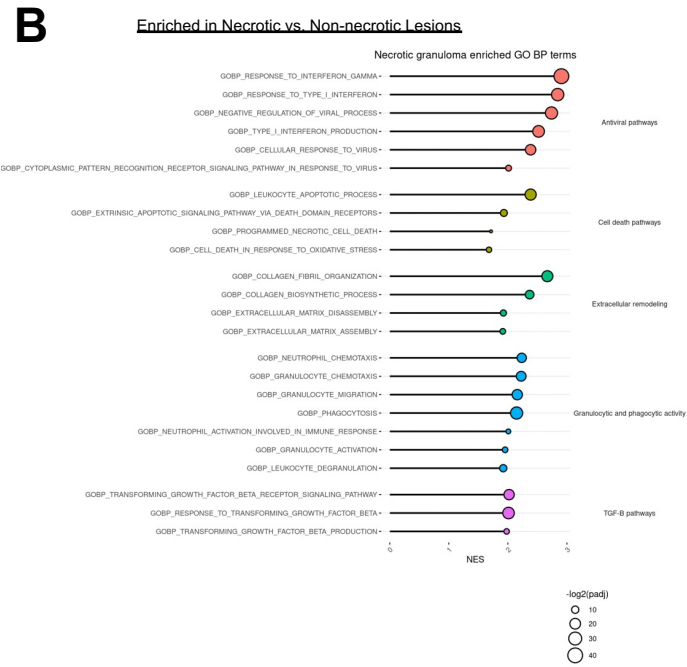 B
Enriched in Necrotic vs. Non-necrotic Lesions
Necrotic granuloma enriched GO BP terms
GOBP_RESPONSE_TO_INTERFERON_GAMMA
GOBP_RESPONSE_TO_TYPE_I_INTERFERON
GOBP_NEGATIVE_REGULATION_OF_VIRAL_PROCESS
GOBP_TYPE_I_INTERFERON_PRODUCTION
GOBP_CELLULAR_RESPONSE_TO_VIRUS
GOBP_CYTOPLASMIC_PATTERN_RECOGNITION_RECEPTOR_SIGNALING_PATHWAY_IN_RESPONSE_TO_VIRUS
Antiviral pathways
GOBP_LEUKOCYTE_APOPTOTIC_PROCESS
GOBP_EXTRINSIC_APOPTOTIC_SIGNALING_PATHWAY_VIA_DEATH_DOMAIN_RECEPTORS
GOBP_PROGRAMMED_NECROTIC_CELL_DEATH
GOBP_CELL_DEATH_IN_RESPONSE_TO_OXIDATIVE_STRESS
Cell death pathways
GOBP_COLLAGEN_FIBRIL_ORGANIZATION
GOBP_COLLAGEN_BIOSYNTHETIC_PROCESS
GOBP_EXTRACELLULAR_MATRIX_DISASSEMBLY
GOBP_EXTRACELLULAR_MATRIX_ASSEMBLY
Extracellular remodeling
GOBP_NEUTROPHIL_CHEMOTAXIS
GOBP_GRANULOCYTE_CHEMOTAXIS
GOBP_GRANULOCYTE_MIGRATION
GOBP_PHAGOCYTOSIS
GOBP_NEUTROPHIL_ACTIVATION_INVOLVED_IN_IMMUNE_RESPONSE
GOBP_GRANULOCYTE_ACTIVATION
GOBP_LEUKOCYTE_DEGRANULATION
Granulocytic and phagocytic activity
GOBP_TRANSFORMING_GROWTH_FACTOR_BETA_RECEPTOR_SIGNALING_PATHWAY
GOBP_RESPONSE_TO_TRANSFORMING_GROWTH_FACTOR_BETA
GOBP_TRANSFORMING_GROWTH_FACTOR_BETA_PRODUCTION
TGF-B pathways
0 1 2 3
NES
-log2(padj)
10
20
30
40